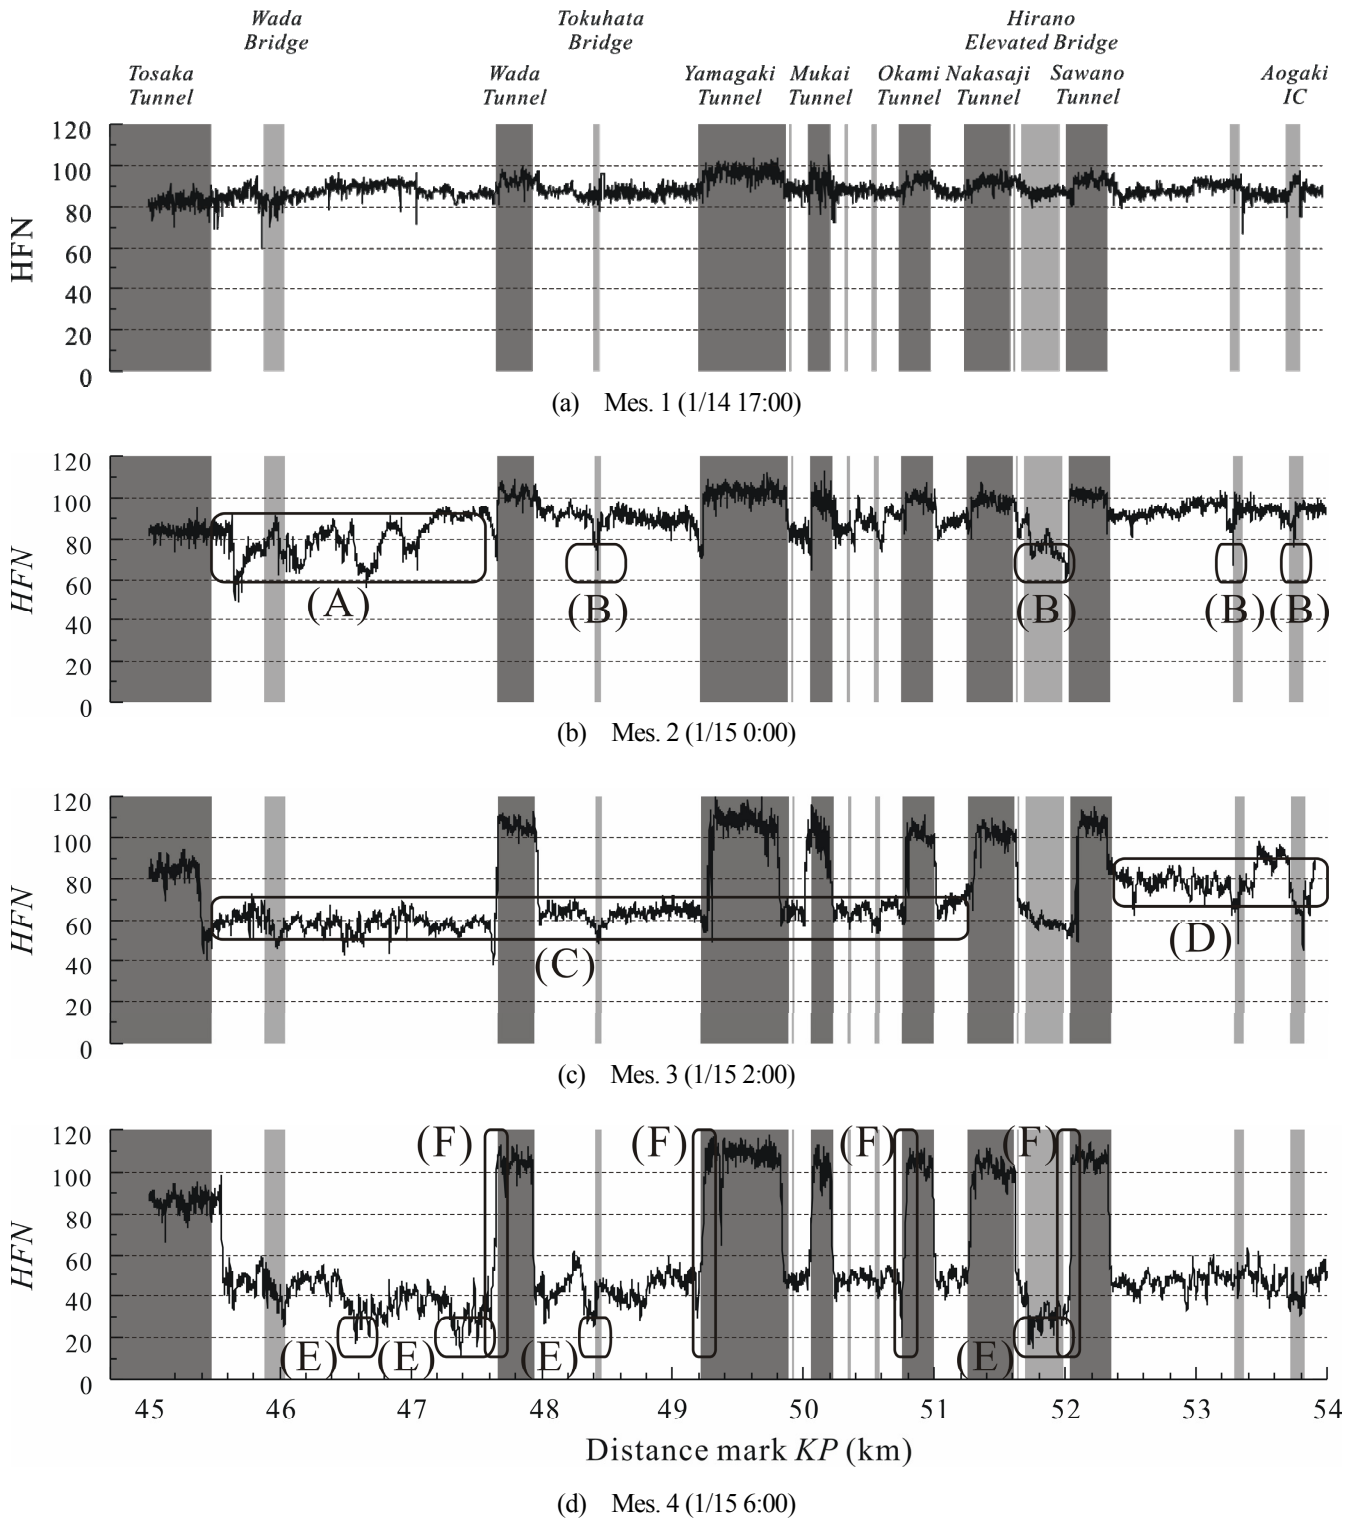 Wada
Bridge
Tokuhata
Bridge
Hirano
Elevated Bridge
Tosaka
Tunnel
Wada
Tunnel
Yamagaki
Tunnel
Mukai
Tunnel
Okami
Tunnel
Nakasaji
Tunnel
Sawano
Tunnel
Aogaki
IC
HFN
120
100
80
60
40
20
0
(a) Mes. 1 (1/14 17:00)
HFN
120
100
80
60
40
20
0
(A)
(B)
(B)
(B)
(B)
(b) Mes. 2 (1/15 0:00)
HFN
120
100
80
60
40
20
0
(C)
(D)
(c) Mes. 3 (1/15 2:00)
HFN
120
100
80
60
40
20
0
(F)
(F)
(F)
(F)
(E)
(E)
(E)
(E)
45 46 47 48 49 50 51 52 53 54
Distance mark KP (km)
(d) Mes. 4 (1/15 6:00)